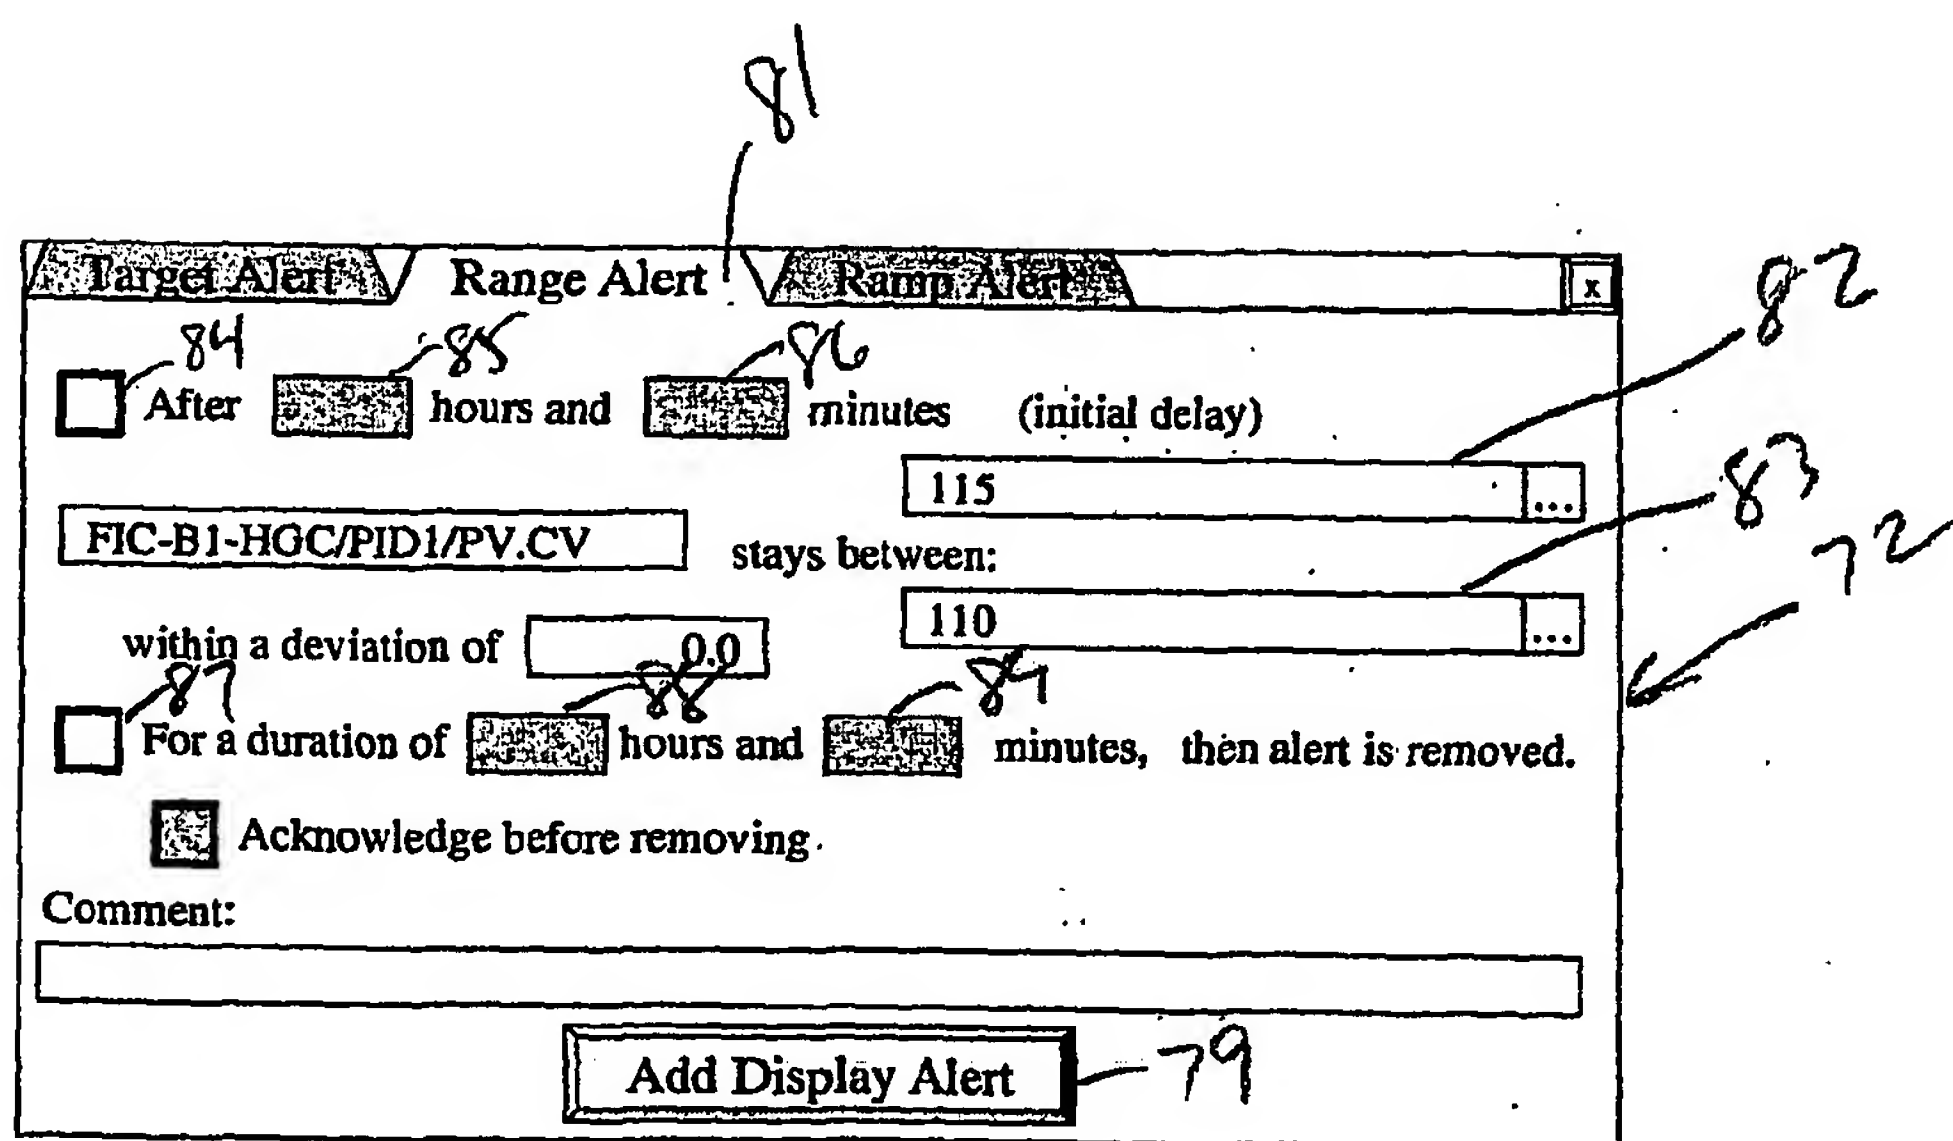 81
Target Alert Range Alert Ramp Alert x
82
84 85 86
After hours and minutes (initial delay)
115 ...
83
FIC-B1-HGC/PID1/PV.CV stays between:
72
110 ...
within a deviation of 0.0
87 88 89
For a duration of hours and minutes, then alert is removed.
Acknowledge before removing.
Comment:
Add Display Alert 79